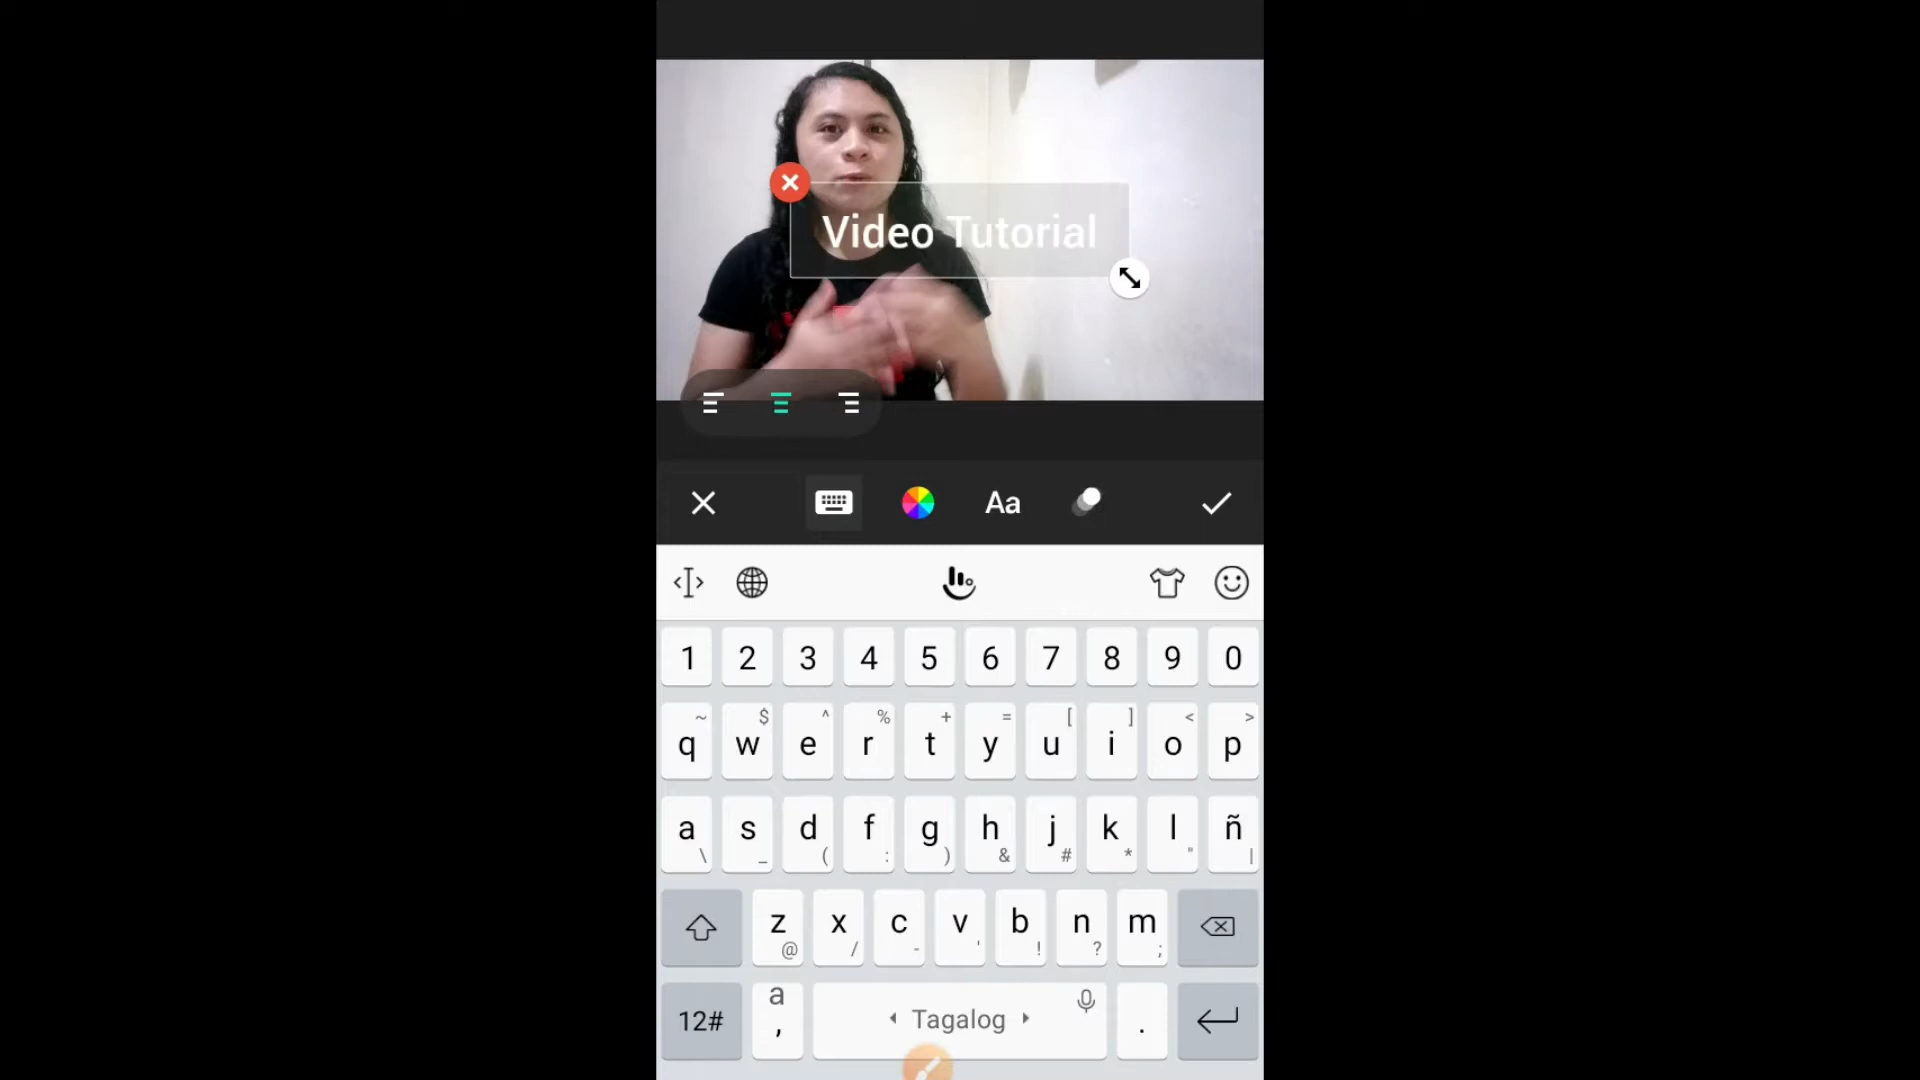 Video Tutorial
Aa
1 2 3 4 5 6 7 8 9 0
~ $ ^ % + = [ ] < >
q w e r t y u i o p
a s d f g h j k l ñ
\ _ ( : ) & # * " |
z x c v b n m
@ / - ' ! ? ;
a
12# , Tagalog .